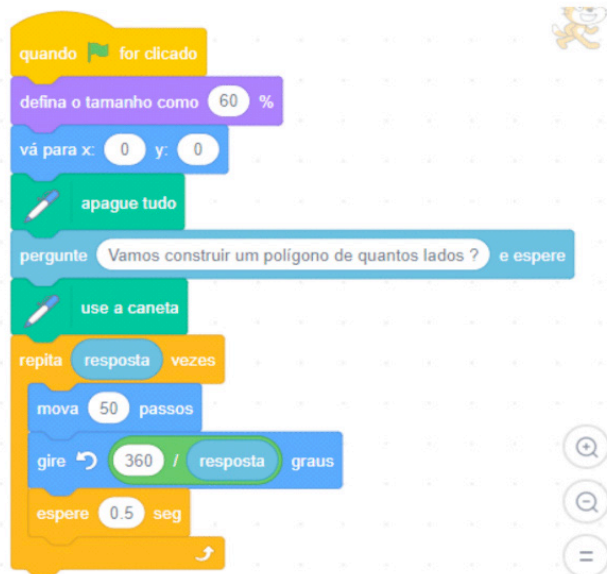 quando for clicado
defina o tamanho como 60 %
vá para x: 0 y: 0
apague tudo
pergunte Vamos construir um polígono de quantos lados ? e espere
use a caneta
repita resposta vezes
mova 50 passos
gire 360 / resposta graus
espere 0.5 seg